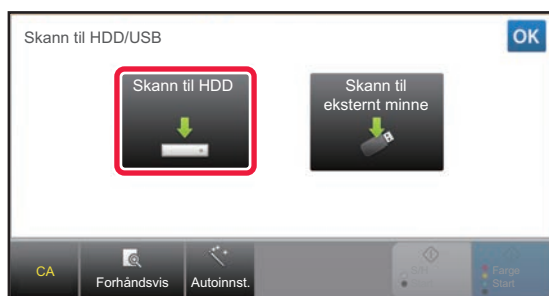 Skann til HDD/USB
OK
Skann til HDD
Skann til
eksternt minne
CA
Forhåndsvis
Autoinnst.
Farge
Start